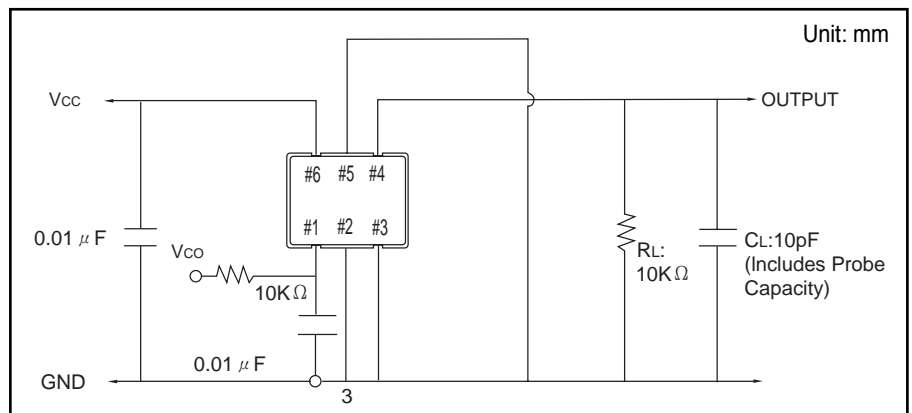 Unit: mm
Vcc
OUTPUT
#6 #5 #4
#1 #2 #3
0.01 μF
Vco
10KΩ
RL:
10KΩ
CL:10pF
(Includes Probe
Capacity)
0.01 μF
GND
3